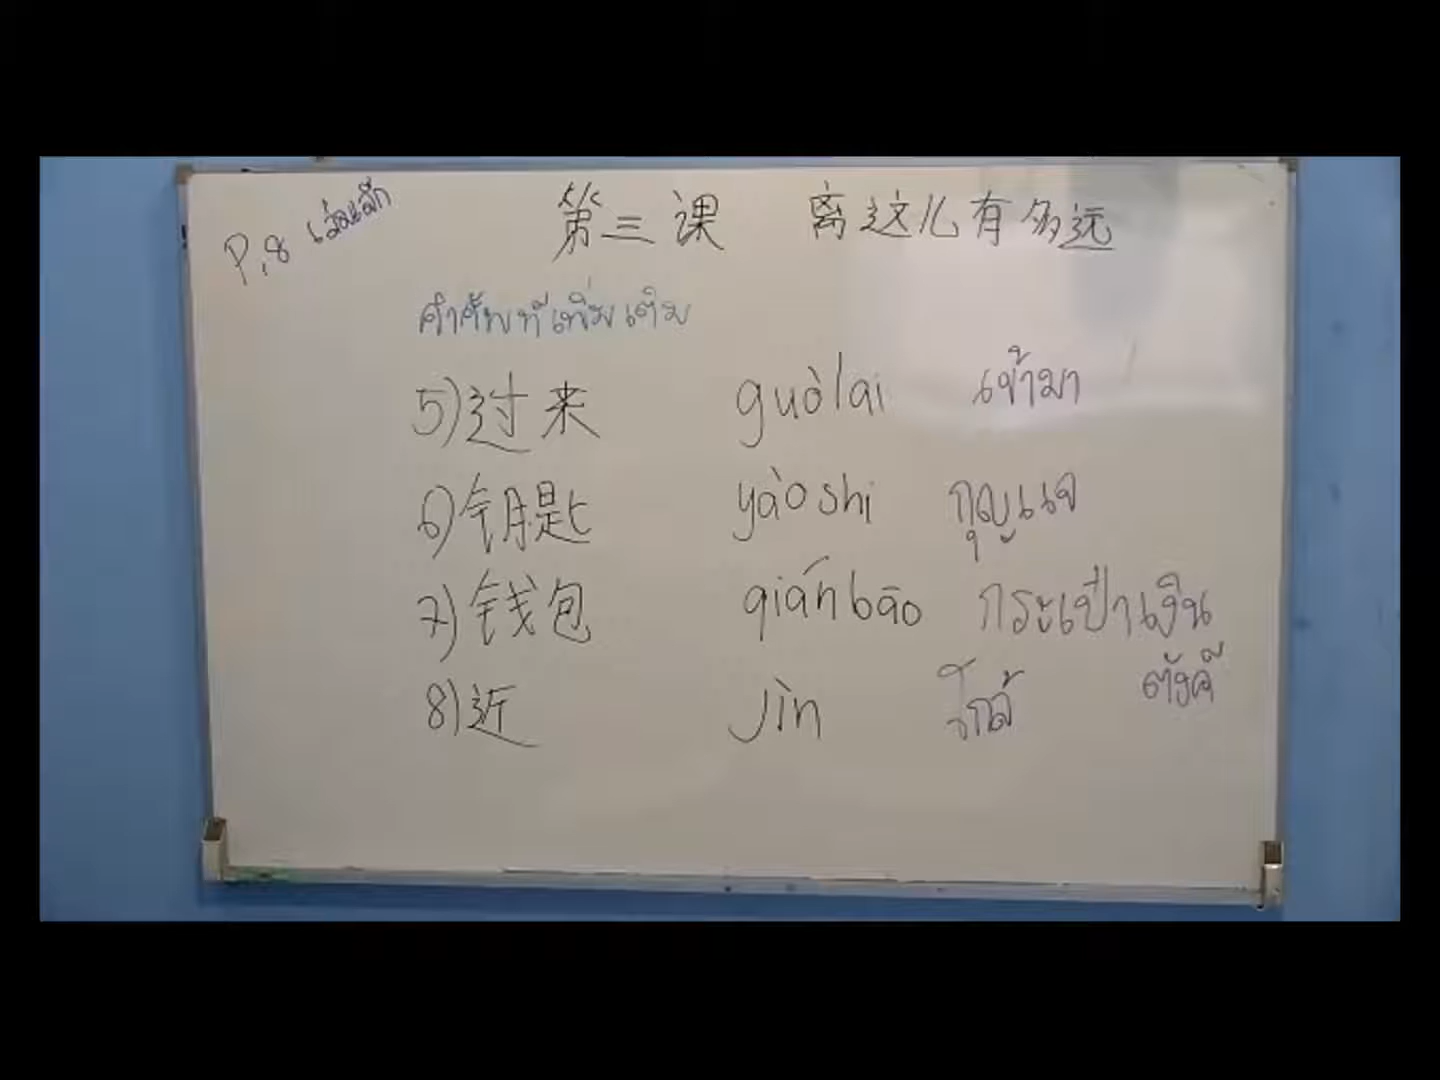 P.8 เล่มเล็ก
第三课 离这儿有多远
คำศัพท์เพิ่มเติม
5) 过来 guòlai เข้ามา
6) 钥匙 yàoshi กุญแจ
7) 钱包 qiánbāo กระเป๋าเงิน
ตังค์
8) 近 jìn ใกล้